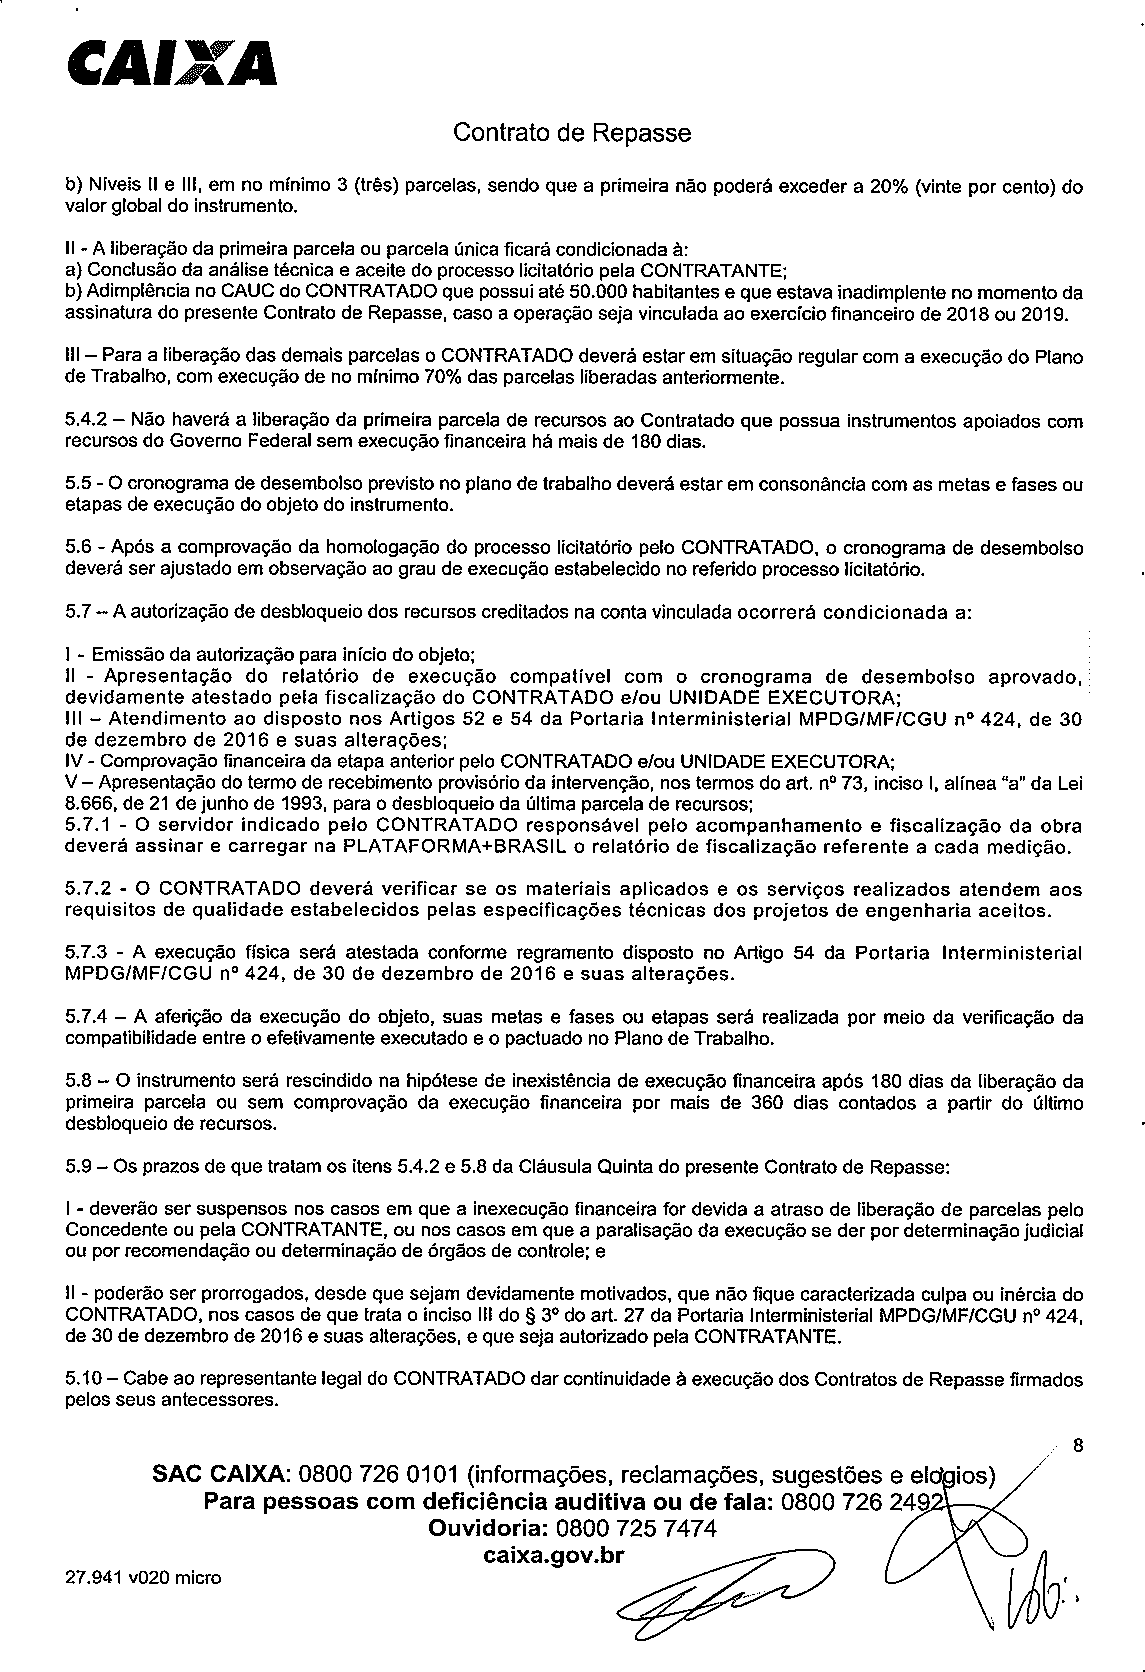 CAIXA
Contrato de Repasse
b) Níveis II e III, em no mínimo 3 (três) parcelas, sendo que a primeira não poderá exceder a 20% (vinte por cento) do
valor global do instrumento.
II - A liberação da primeira parcela ou parcela única ficará condicionada à:
a) Conclusão da análise técnica e aceite do processo licitatório pela CONTRATANTE;
b) Adimplência no CAUC do CONTRATADO que possui até 50.000 habitantes e que estava inadimplente no momento da
assinatura do presente Contrato de Repasse, caso a operação seja vinculada ao exercício financeiro de 2018 ou 2019.
III – Para a liberação das demais parcelas o CONTRATADO deverá estar em situação regular com a execução do Plano
de Trabalho, com execução de no mínimo 70% das parcelas liberadas anteriormente.
5.4.2 – Não haverá a liberação da primeira parcela de recursos ao Contratado que possua instrumentos apoiados com
recursos do Governo Federal sem execução financeira há mais de 180 dias.
5.5 - O cronograma de desembolso previsto no plano de trabalho deverá estar em consonância com as metas e fases ou
etapas de execução do objeto do instrumento.
5.6 - Após a comprovação da homologação do processo licitatório pelo CONTRATADO, o cronograma de desembolso
deverá ser ajustado em observação ao grau de execução estabelecido no referido processo licitatório.
5.7 – A autorização de desbloqueio dos recursos creditados na conta vinculada ocorrerá condicionada a:
I - Emissão da autorização para início do objeto;
II - Apresentação do relatório de execução compatível com o cronograma de desembolso aprovado,
devidamente atestado pela fiscalização do CONTRATADO e/ou UNIDADE EXECUTORA;
III – Atendimento ao disposto nos Artigos 52 e 54 da Portaria Interministerial MPDG/MF/CGU nº 424, de 30
de dezembro de 2016 e suas alterações;
IV - Comprovação financeira da etapa anterior pelo CONTRATADO e/ou UNIDADE EXECUTORA;
V – Apresentação do termo de recebimento provisório da intervenção, nos termos do art. nº 73, inciso I, alínea “a” da Lei
8.666, de 21 de junho de 1993, para o desbloqueio da última parcela de recursos;
5.7.1 - O servidor indicado pelo CONTRATADO responsável pelo acompanhamento e fiscalização da obra
deverá assinar e carregar na PLATAFORMA+BRASIL o relatório de fiscalização referente a cada medição.
5.7.2 - O CONTRATADO deverá verificar se os materiais aplicados e os serviços realizados atendem aos
requisitos de qualidade estabelecidos pelas especificações técnicas dos projetos de engenharia aceitos.
5.7.3 - A execução física será atestada conforme regramento disposto no Artigo 54 da Portaria Interministerial
MPDG/MF/CGU nº 424, de 30 de dezembro de 2016 e suas alterações.
5.7.4 – A aferição da execução do objeto, suas metas e fases ou etapas será realizada por meio da verificação da
compatibilidade entre o efetivamente executado e o pactuado no Plano de Trabalho.
5.8 – O instrumento será rescindido na hipótese de inexistência de execução financeira após 180 dias da liberação da
primeira parcela ou sem comprovação da execução financeira por mais de 360 dias contados a partir do último
desbloqueio de recursos.
5.9 – Os prazos de que tratam os itens 5.4.2 e 5.8 da Cláusula Quinta do presente Contrato de Repasse:
I - deverão ser suspensos nos casos em que a inexecução financeira for devida a atraso de liberação de parcelas pelo
Concedente ou pela CONTRATANTE, ou nos casos em que a paralisação da execução se der por determinação judicial
ou por recomendação ou determinação de órgãos de controle; e
II - poderão ser prorrogados, desde que sejam devidamente motivados, que não fique caracterizada culpa ou inércia do
CONTRATADO, nos casos de que trata o inciso III do § 3º do art. 27 da Portaria Interministerial MPDG/MF/CGU nº 424,
de 30 de dezembro de 2016 e suas alterações, e que seja autorizado pela CONTRATANTE.
5.10 – Cabe ao representante legal do CONTRATADO dar continuidade à execução dos Contratos de Repasse firmados
pelos seus antecessores.
8
SAC CAIXA: 0800 726 0101 (informações, reclamações, sugestões e elogios)
Para pessoas com deficiência auditiva ou de fala: 0800 726 2492
Ouvidoria: 0800 725 7474
caixa.gov.br
27.941 v020 micro